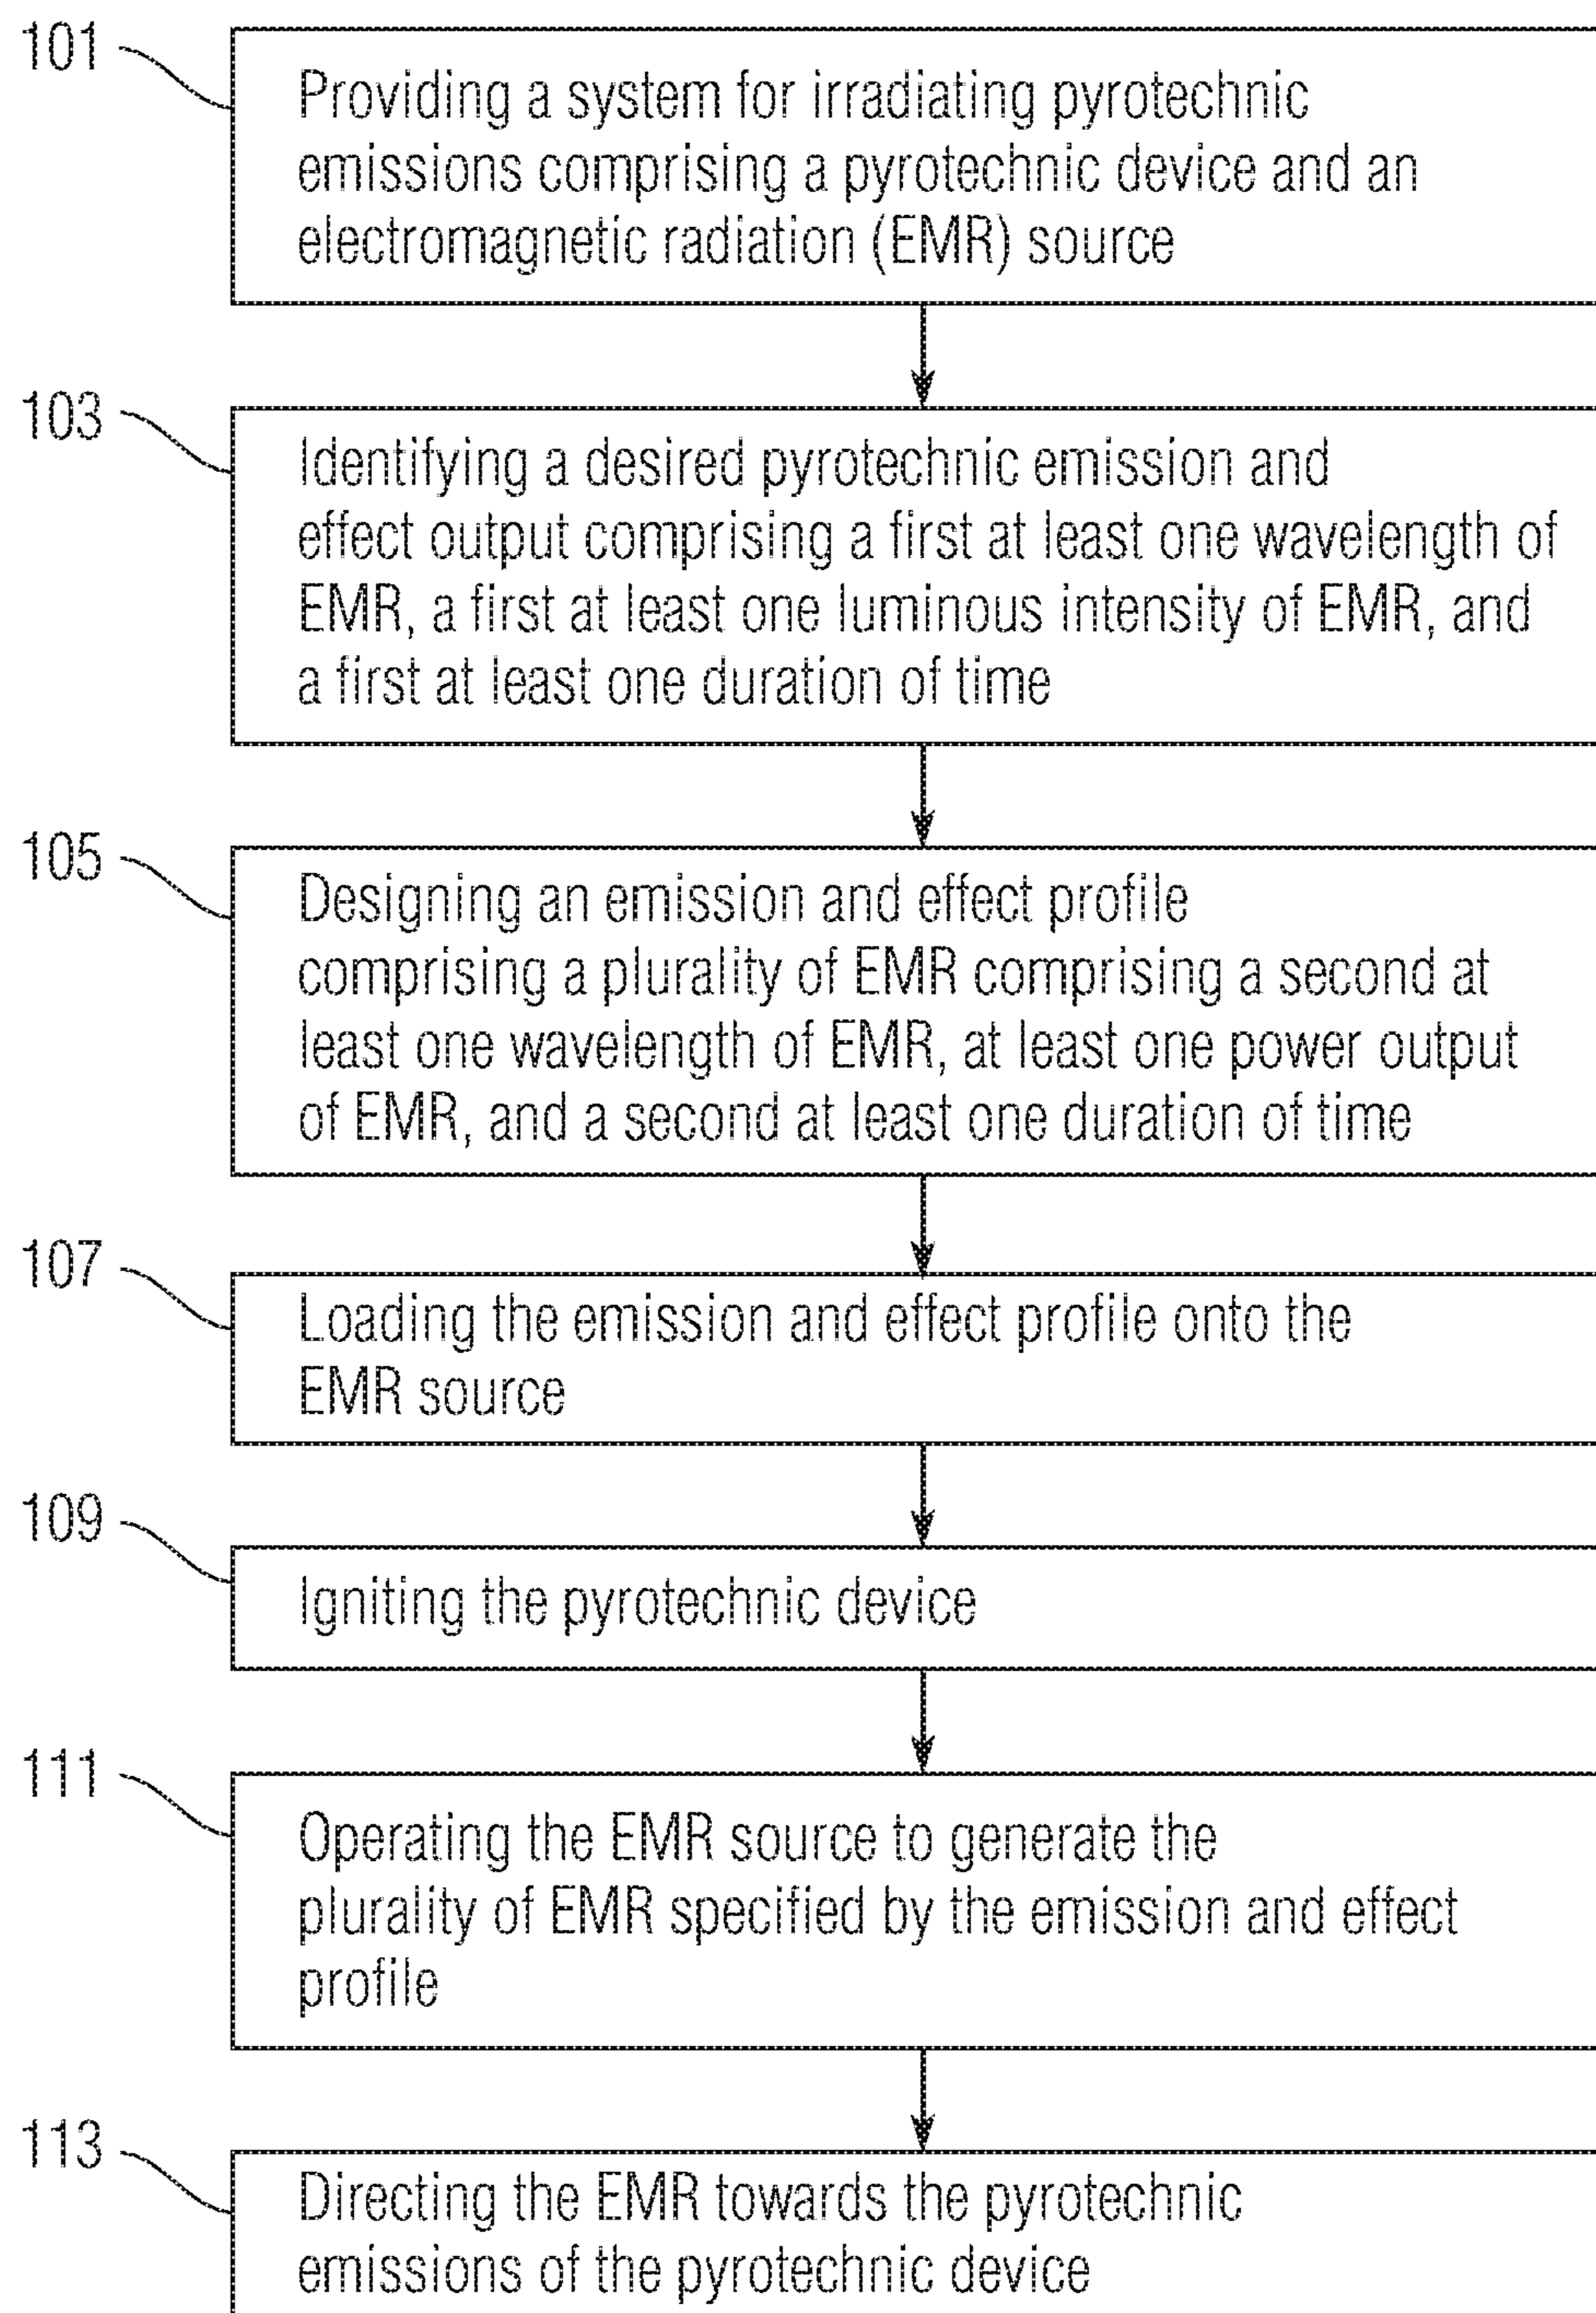 101
Providing a system for irradiating pyrotechnic
emissions comprising a pyrotechnic device and an
electromagnetic radiation (EMR) source
103
Identifying a desired pyrotechnic emission and
effect output comprising a first at least one wavelength of
EMR, a first at least one luminous intensity of EMR, and
a first at least one duration of time
105
Designing an emission and effect profile
comprising a plurality of EMR comprising a second at
least one wavelength of EMR, at least one power output
of EMR, and a second at least one duration of time
107
Loading the emission and effect profile onto the
EMR source
109
Igniting the pyrotechnic device
111
Operating the EMR source to generate the
plurality of EMR specified by the emission and effect
profile
113
Directing the EMR towards the pyrotechnic
emissions of the pyrotechnic device